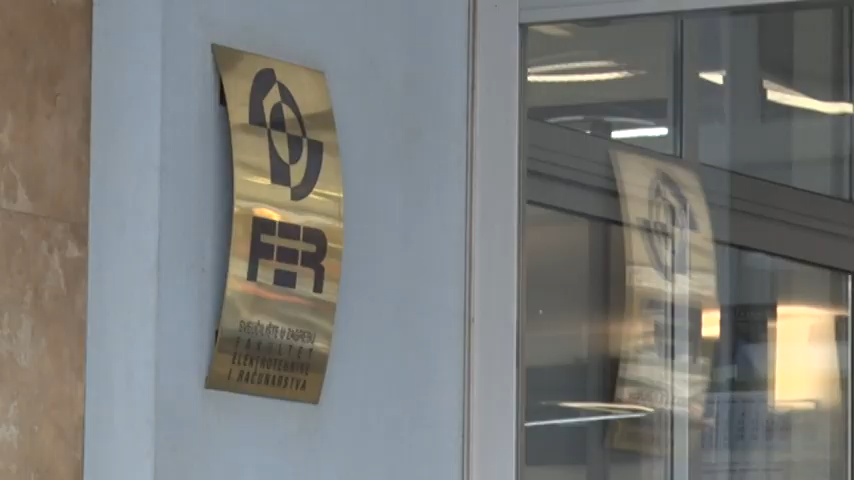 FER
SVEUČILIŠTE U ZAGREBU
FAKULTET
ELEKTROTEHNIKE
I RAČUNARSTVA